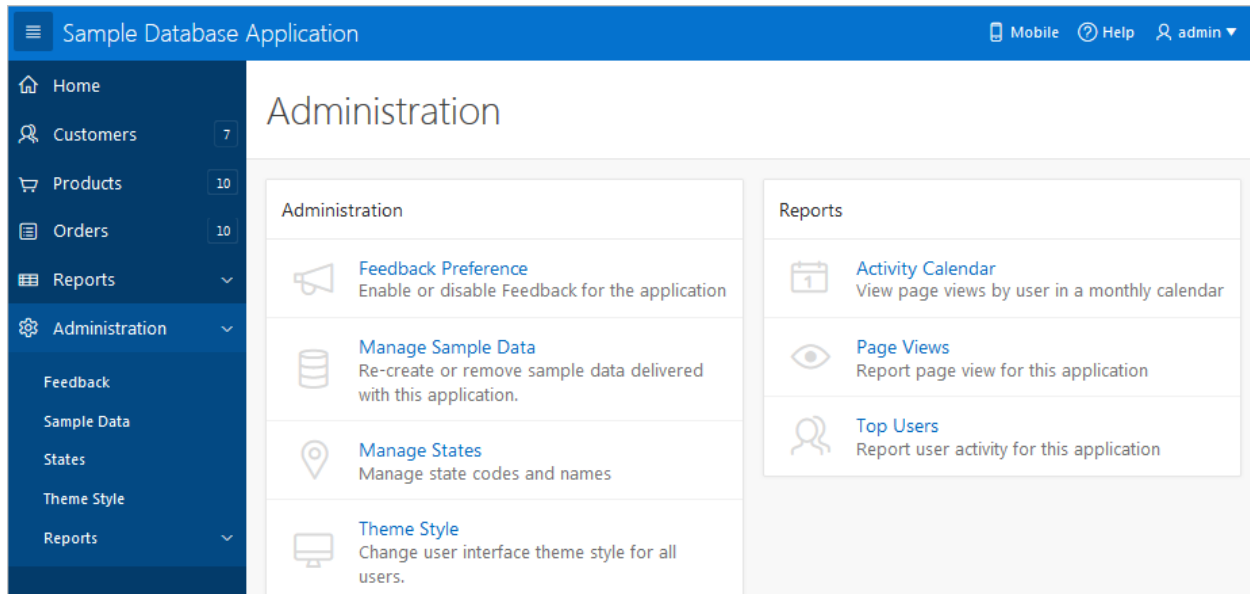 Sample Database Application
Mobile
Help
admin
Home
Customers 7
Products 10
Orders 10
Reports
Administration
Feedback
Sample Data
States
Theme Style
Reports
Administration
Administration
Feedback Preference
Enable or disable Feedback for the application
Manage Sample Data
Re-create or remove sample data delivered
with this application.
Manage States
Manage state codes and names
Theme Style
Change user interface theme style for all
users.
Reports
1
Activity Calendar
View page views by user in a monthly calendar
Page Views
Report page view for this application
Top Users
Report user activity for this application